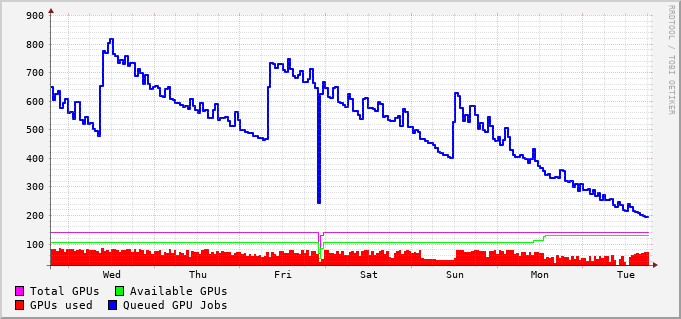 900
800
700
600
500
400
300
200
100
Wed Thu Fri Sat Sun Mon Tue
Total GPUs Available GPUs
GPUs used Queued GPU Jobs
RRDTOOL / TOBI OETIKER